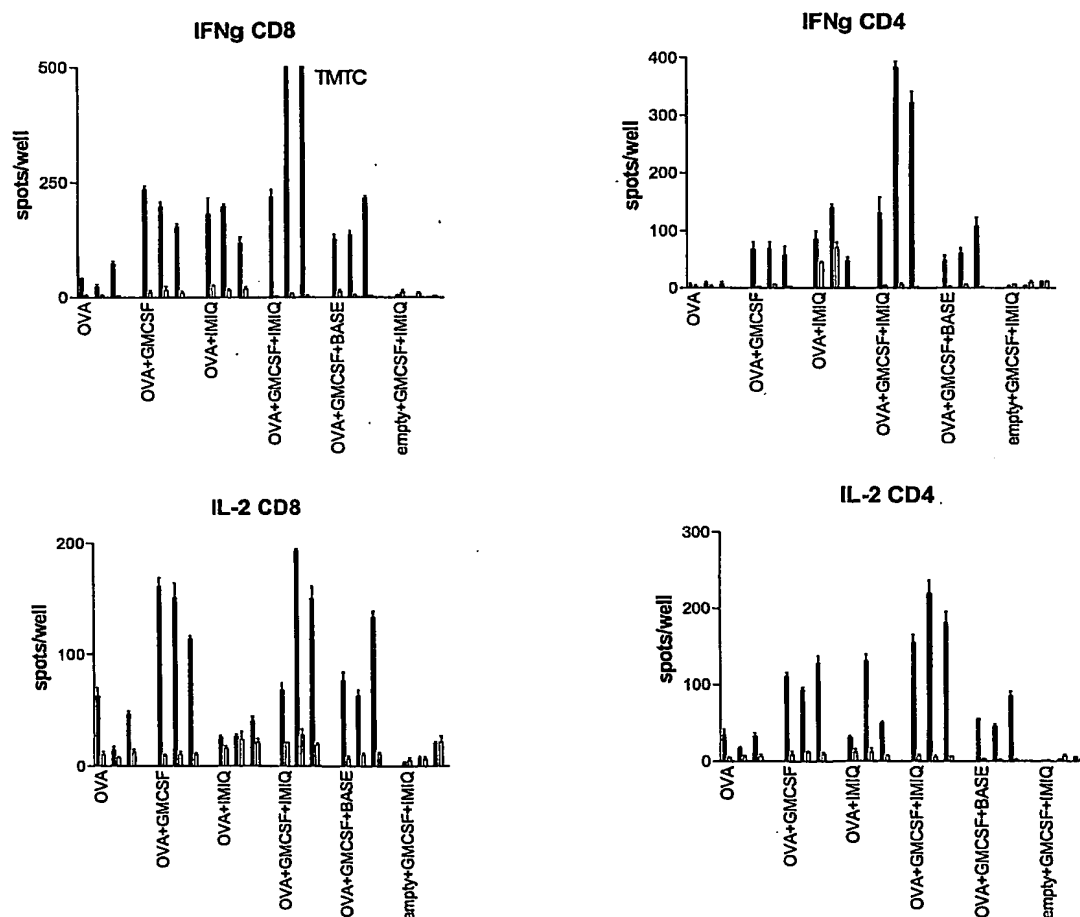 IFNg CD8
500
250
0
spots/well
TMTC
OVA
OVA+GMCSF
OVA+IMIQ
OVA+GMCSF+IMIQ
OVA+GMCSF+BASE
empty+GMCSF+IMIQ
IFNg CD4
400
300
200
100
0
spots/well
OVA
OVA+GMCSF
OVA+IMIQ
OVA+GMCSF+IMIQ
OVA+GMCSF+BASE
empty+GMCSF+IMIQ
IL-2 CD8
200
100
0
spots/well
OVA
OVA+GMCSF
OVA+IMIQ
OVA+GMCSF+IMIQ
OVA+GMCSF+BASE
empty+GMCSF+IMIQ
IL-2 CD4
300
200
100
0
spots/well
OVA
OVA+GMCSF
OVA+IMIQ
OVA+GMCSF+IMIQ
OVA+GMCSF+BASE
empty+GMCSF+IMIQ